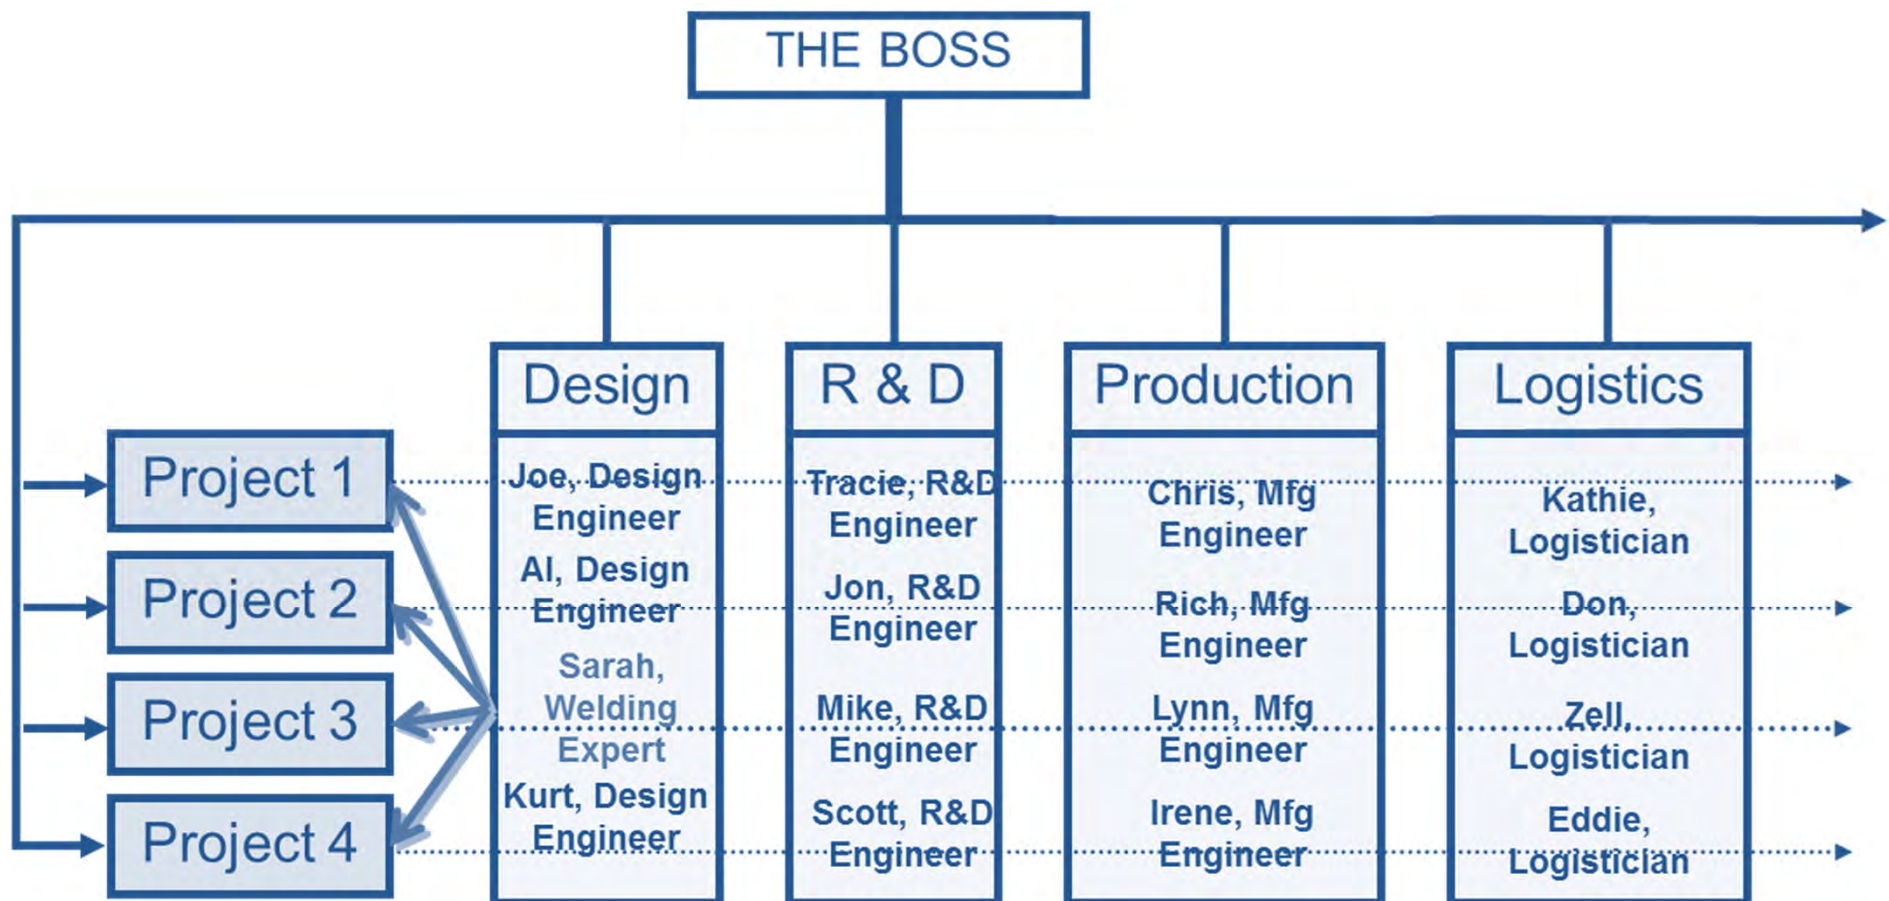 THE BOSS
Design
R & D
Production
Logistics
Project 1
Project 2
Project 3
Project 4
Joe, Design
Engineer
Al, Design
Engineer
Sarah,
Welding
Expert
Kurt, Design
Engineer
Tracie, R&D
Engineer
Jon, R&D
Engineer
Mike, R&D
Engineer
Scott, R&D
Engineer
Chris, Mfg
Engineer
Rich, Mfg
Engineer
Lynn, Mfg
Engineer
Irene, Mfg
Engineer
Kathie,
Logistician
Don,
Logistician
Zell,
Logistician
Eddie,
Logistician